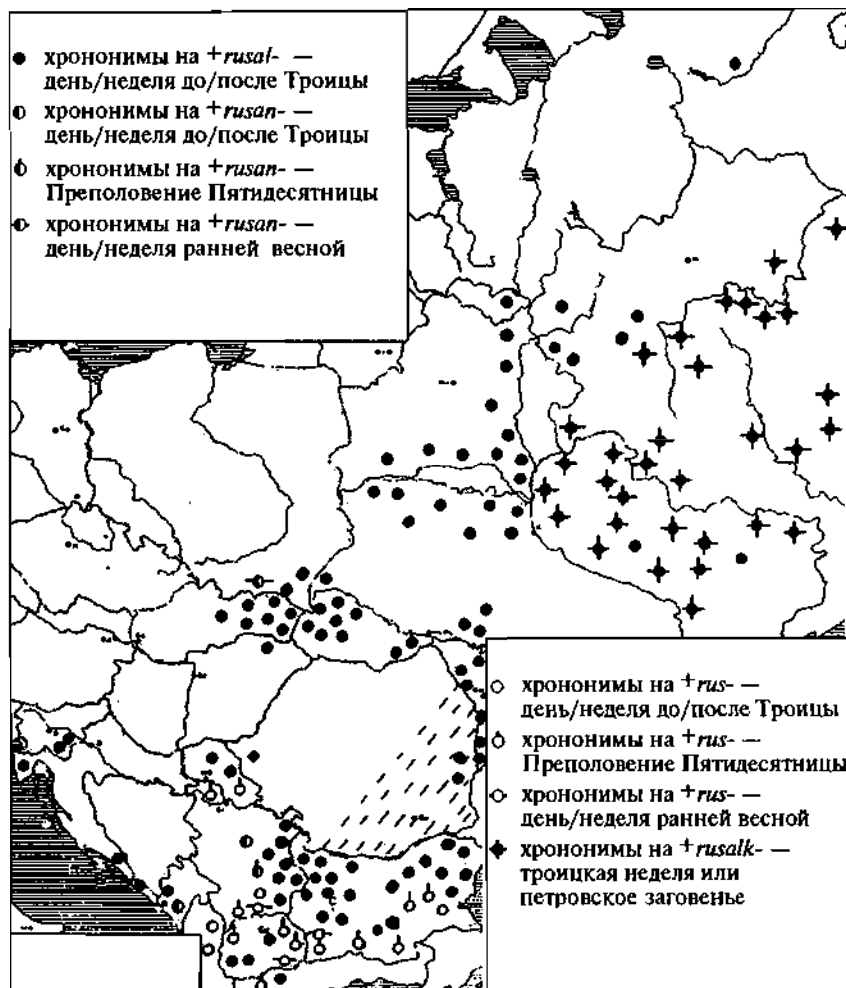 хрононимы на +rusal- —
день/неделя до/после Троицы
хрононимы на +rusan- —
день/неделя до/после Троицы
хрононимы на +rusan- —
Преполовение Пятидесятницы
хрононимы на +rusan- —
день/неделя ранней весной
хрононимы на +rus- —
день/неделя до/после Троицы
хрононимы на +rus- —
Преполовение Пятидесятницы
хрононимы на +rus- —
день/неделя ранней весной
хрононимы на +rusalk- —
троицкая неделя или
петровское заговенье